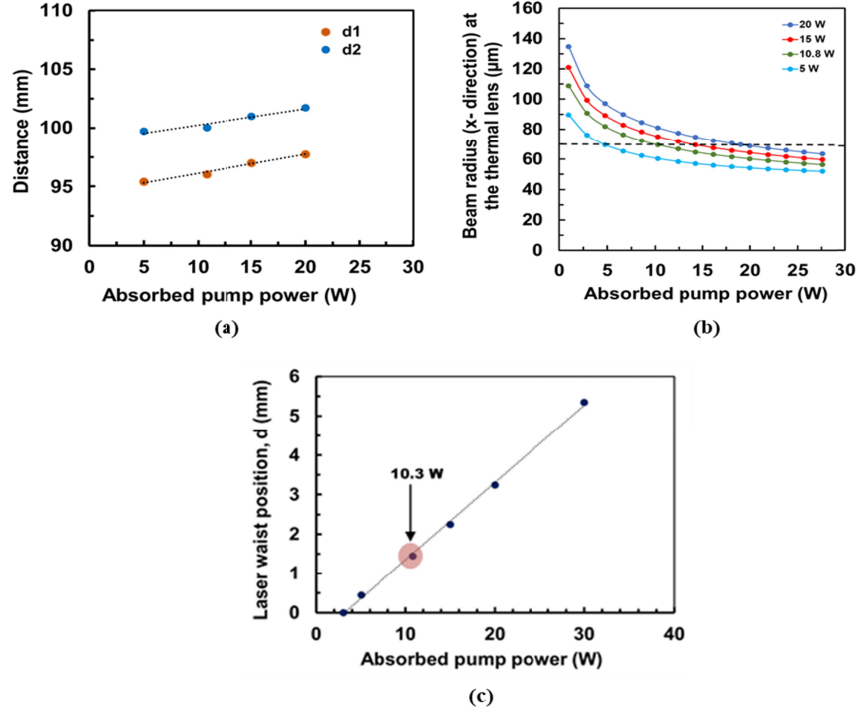 110
105
100
95
90
Distance (mm)
d1
d2
0 5 10 15 20 25 30
Absorbed pump power (W)
(a)
160
140
120
100
80
60
40
20
0
Beam radius (x- direction) at
the thermal lens (µm)
20 W
15 W
10.8 W
5 W
0 5 10 15 20 25 30
Absorbed pump power (W)
(b)
6
5
4
3
2
1
0
Laser waist position, d (mm)
10.3 W
0 10 20 30 40
Absorbed pump power (W)
(c)